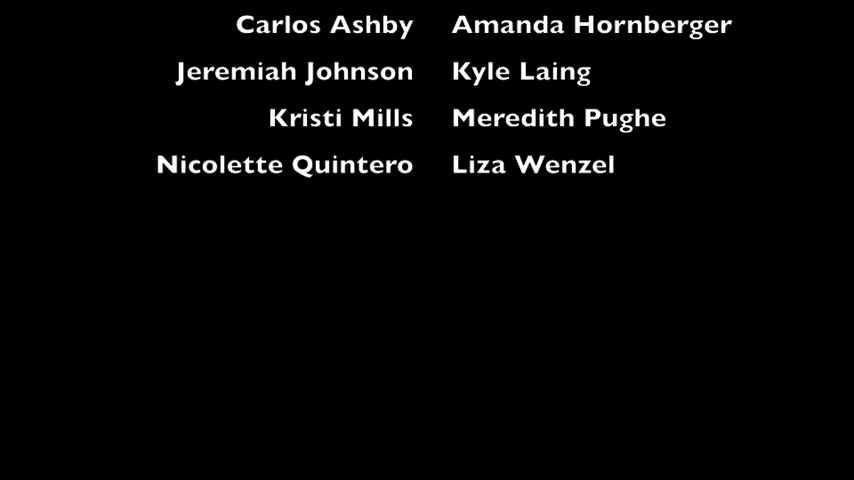 Carlos Ashby Amanda Hornberger
Jeremiah Johnson Kyle Laing
Kristi Mills Meredith Pughe
Nicolette Quintero Liza Wenzel